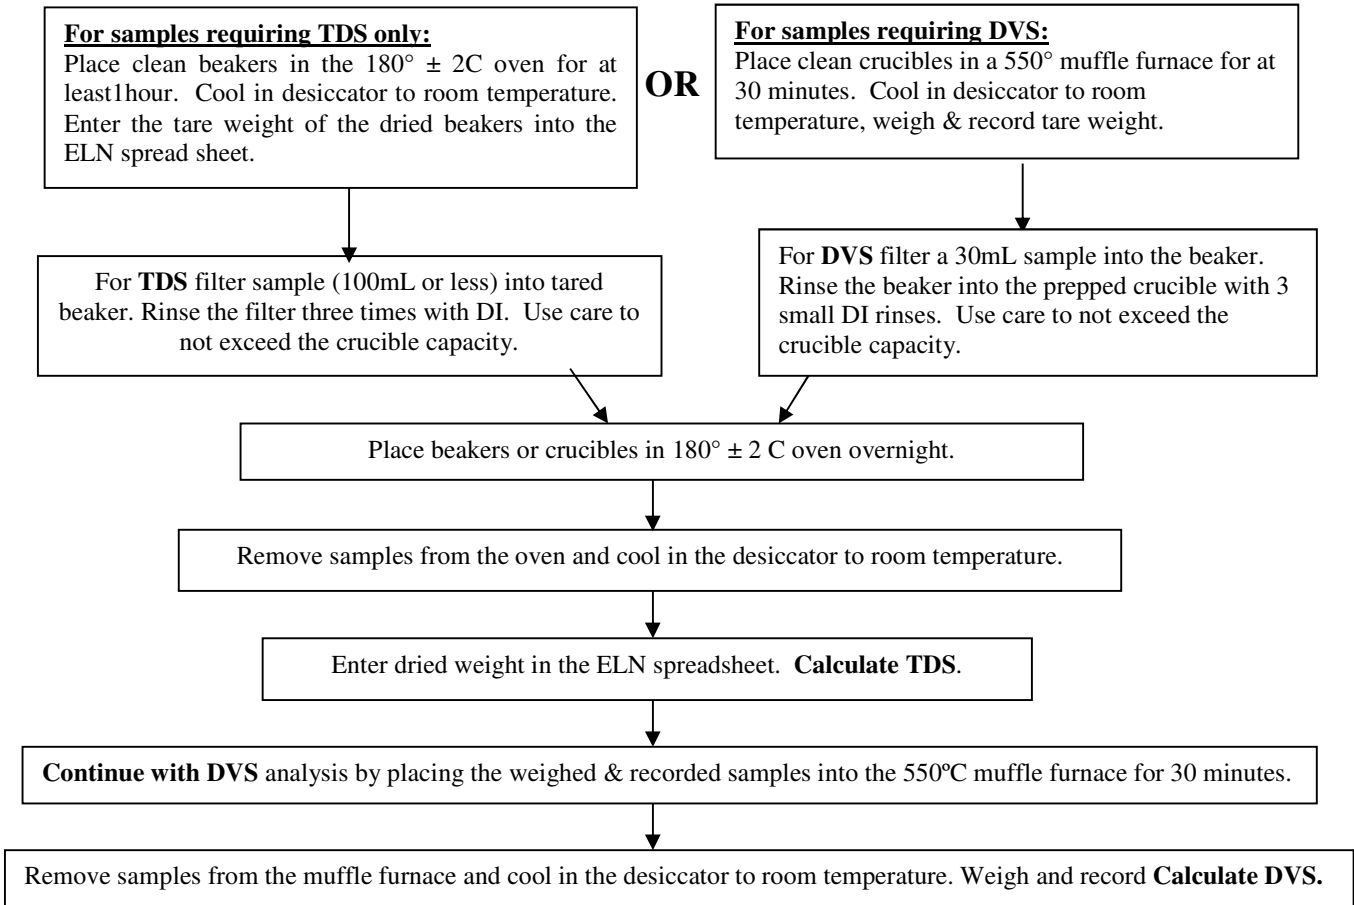 For samples requiring TDS only:
Place clean beakers in the 180° ± 2C oven for at
least1hour. Cool in desiccator to room temperature.
Enter the tare weight of the dried beakers into the
ELN spread sheet.
OR
For samples requiring DVS:
Place clean crucibles in a 550° muffle furnace for at
30 minutes. Cool in desiccator to room
temperature, weigh & record tare weight.
For TDS filter sample (100mL or less) into tared
beaker. Rinse the filter three times with DI. Use care to
not exceed the crucible capacity.
For DVS filter a 30mL sample into the beaker.
Rinse the beaker into the prepped crucible with 3
small DI rinses. Use care to not exceed the
crucible capacity.
Place beakers or crucibles in 180° ± 2 C oven overnight.
Remove samples from the oven and cool in the desiccator to room temperature.
Enter dried weight in the ELN spreadsheet. Calculate TDS.
Continue with DVS analysis by placing the weighed & recorded samples into the 550ºC muffle furnace for 30 minutes.
Remove samples from the muffle furnace and cool in the desiccator to room temperature. Weigh and record Calculate DVS.